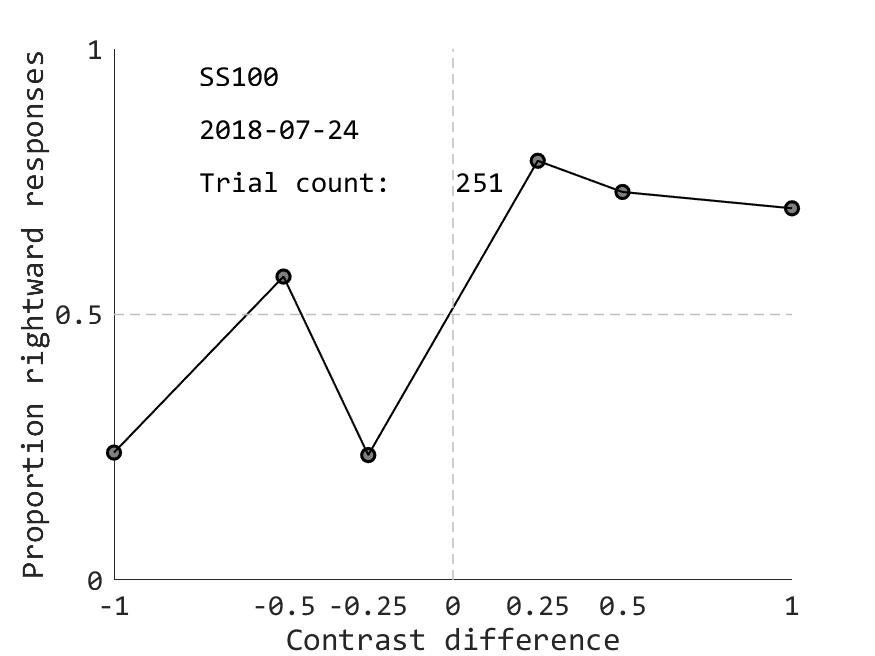 1
SS100
2018-07-24
Trial count: 251
0.5
0
-1 -0.5 -0.25 0 0.25 0.5 1
Contrast difference
Proportion rightward responses